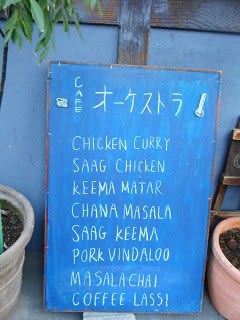 CAFE オーケストラ
CHICKEN CURRY
SAAG CHICKEN
KEEMA MATAR
CHANA MASALA
SAAG KEEMA
PORK VINDALOO
MASALA CHAI
COFFEE LASSI